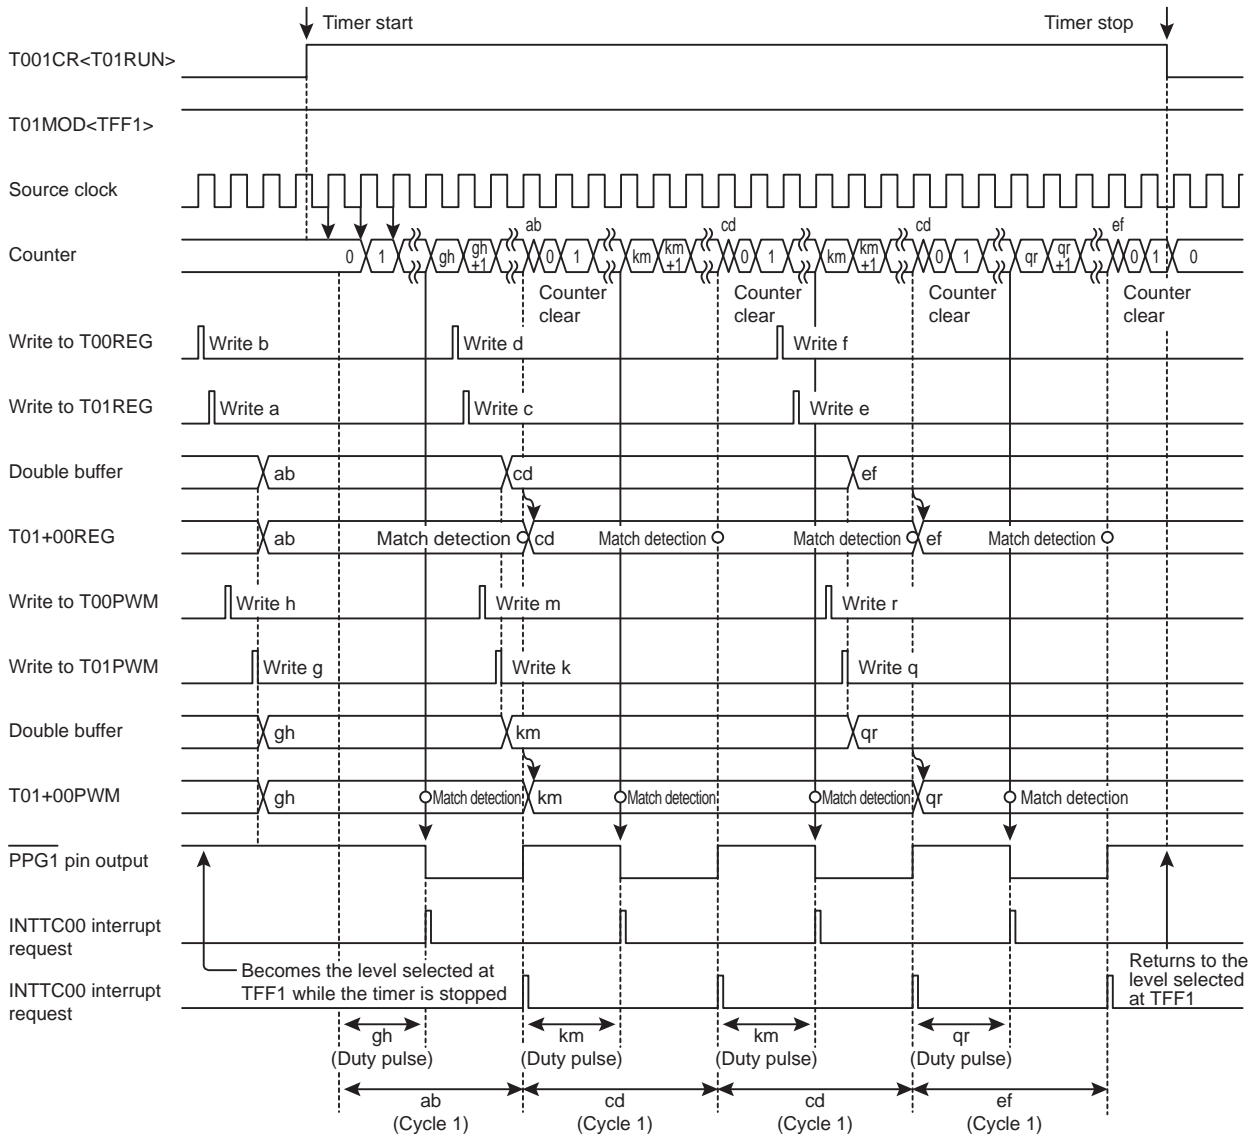 Timer start
Timer stop
T001CR<T01RUN>
T01MOD<TFF1>
Source clock
ab cd cd ef
Counter 0 1 gh gh+1 0 1 km km+1 0 1 km km+1 0 1 qr qr+1 0 1 0
Counter clear Counter clear Counter clear Counter clear
Write to T00REG Write b Write d Write f
Write to T01REG Write a Write c Write e
Double buffer ab cd ef
T01+00REG ab Match detection cd Match detection Match detection ef Match detection
Write to T00PWM Write h Write m Write r
Write to T01PWM Write g Write k Write q
Double buffer gh km qr
T01+00PWM gh Match detection km Match detection Match detection qr Match detection
PPG1 pin output
INTTC00 interrupt
request
Becomes the level selected at
TFF1 while the timer is stopped
Returns to the
level selected
at TFF1
INTTC00 interrupt
request
gh km km qr
(Duty pulse) (Duty pulse) (Duty pulse) (Duty pulse)
ab cd cd ef
(Cycle 1) (Cycle 1) (Cycle 1) (Cycle 1)